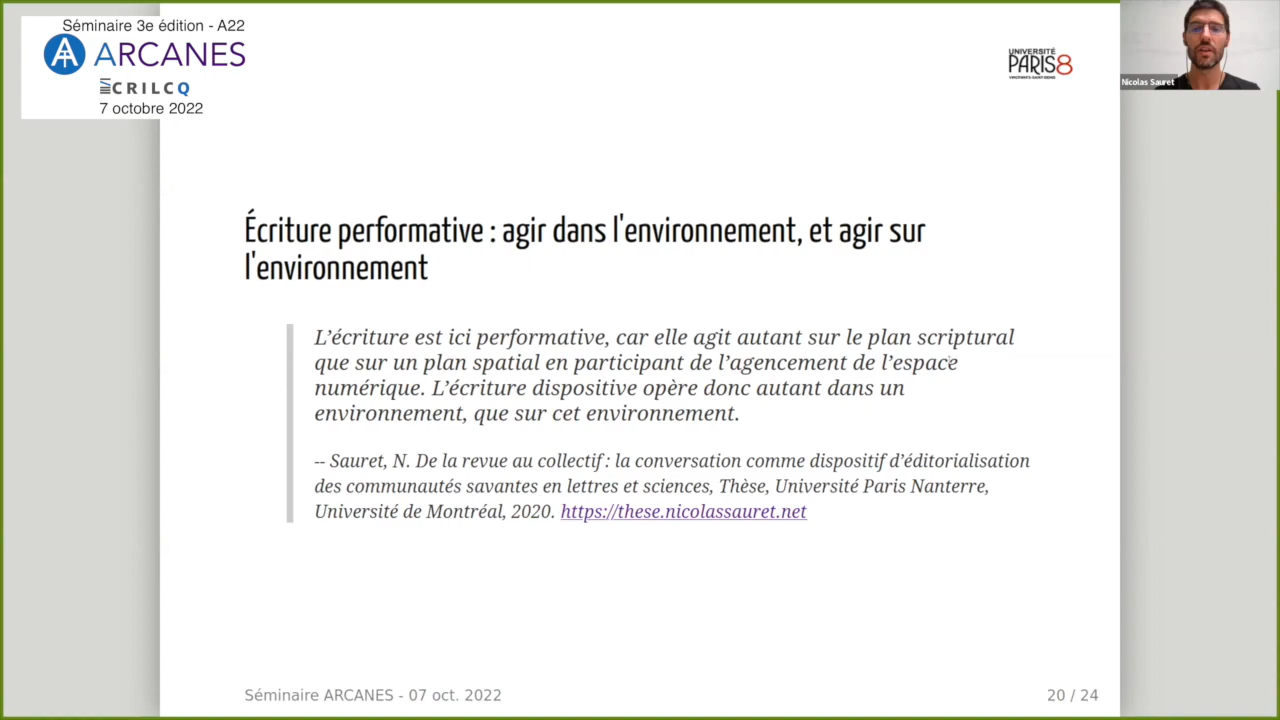 Séminaire 3e édition - A22
ARCANES
CRILCQ
7 octobre 2022
UNIVERSITÉ
PARIS8
VINCENNES-SAINT-DENIS
Nicolas Sauret
Écriture performative : agir dans l'environnement, et agir sur
l'environnement
L’écriture est ici performative, car elle agit autant sur le plan scriptural
que sur un plan spatial en participant de l’agencement de l’espace
numérique. L’écriture dispositive opère donc autant dans un
environnement, que sur cet environnement.
-- Sauret, N. De la revue au collectif : la conversation comme dispositif d’éditorialisation
des communautés savantes en lettres et sciences, Thèse, Université Paris Nanterre,
Université de Montréal, 2020. https://these.nicolassauret.net
Séminaire ARCANES - 07 oct. 2022
20 / 24